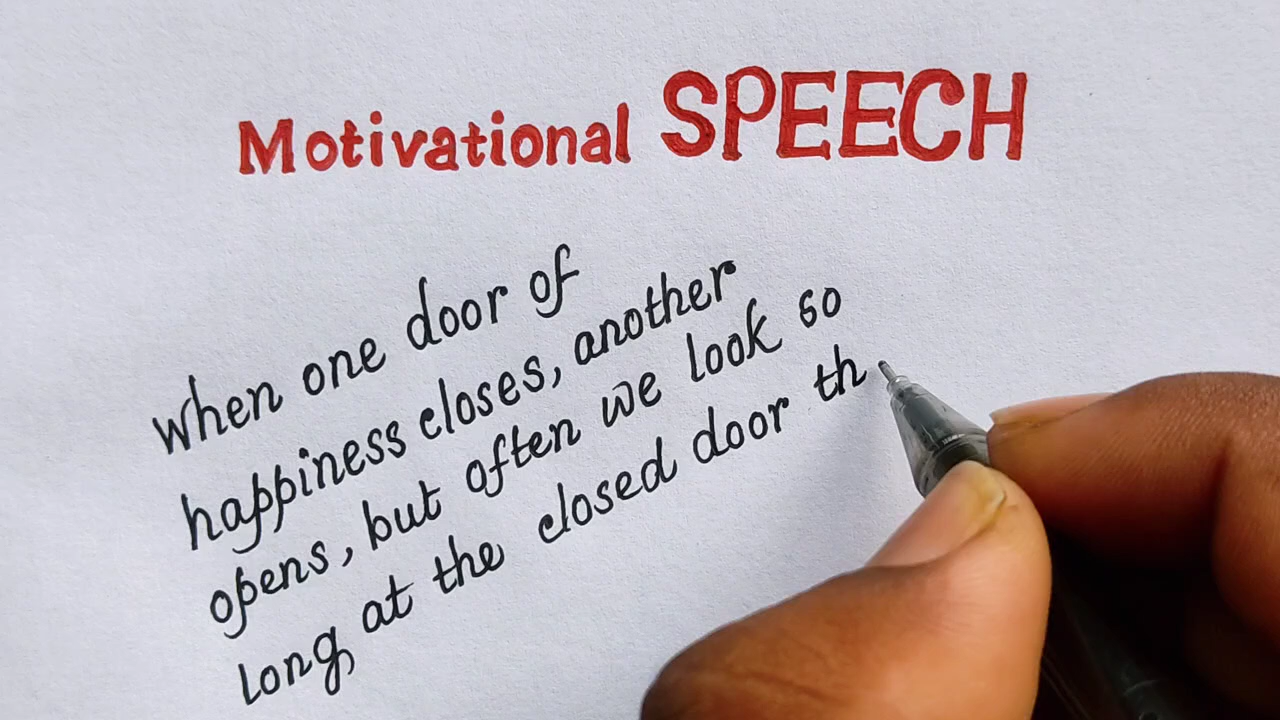 Motivational SPEECH
when one door of
happiness closes, another
opens, but often we look so
long at the closed door th